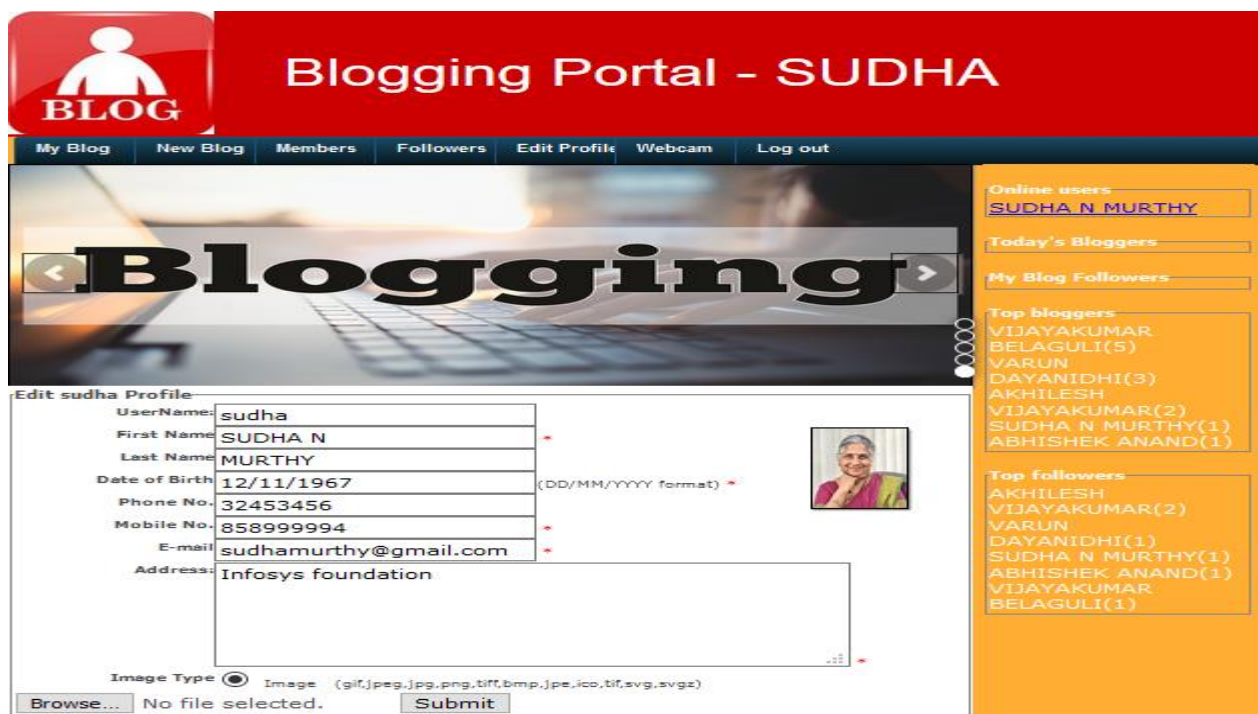 BLOG
Blogging Portal - SUDHA
My Blog New Blog Members Followers Edit Profile Webcam Log out
Blogging
Edit sudha Profile
UserName: sudha
First Name SUDHA N *
Last Name MURTHY
Date of Birth 12/11/1967 (DD/MM/YYYY format) *
Phone No. 32453456
Mobile No. 858999994 *
E-mail sudhamurthy@gmail.com *
Address: Infosys foundation
*
Image Type Image (gif,jpeg,jpg,png,tiff,bmp,jpe,ico,tif,svg,svgz)
Browse... No file selected. Submit
Online users
SUDHA N MURTHY
Today's Bloggers
My Blog Followers
Top bloggers
VIJAYAKUMAR
BELAGULI(5)
VARUN
DAYANIDHI(3)
AKHILESH
VIJAYAKUMAR(2)
SUDHA N MURTHY(1)
ABHISHEK ANAND(1)
Top followers
AKHILESH
VIJAYAKUMAR(2)
VARUN
DAYANIDHI(1)
SUDHA N MURTHY(1)
ABHISHEK ANAND(1)
VIJAYAKUMAR
BELAGULI(1)